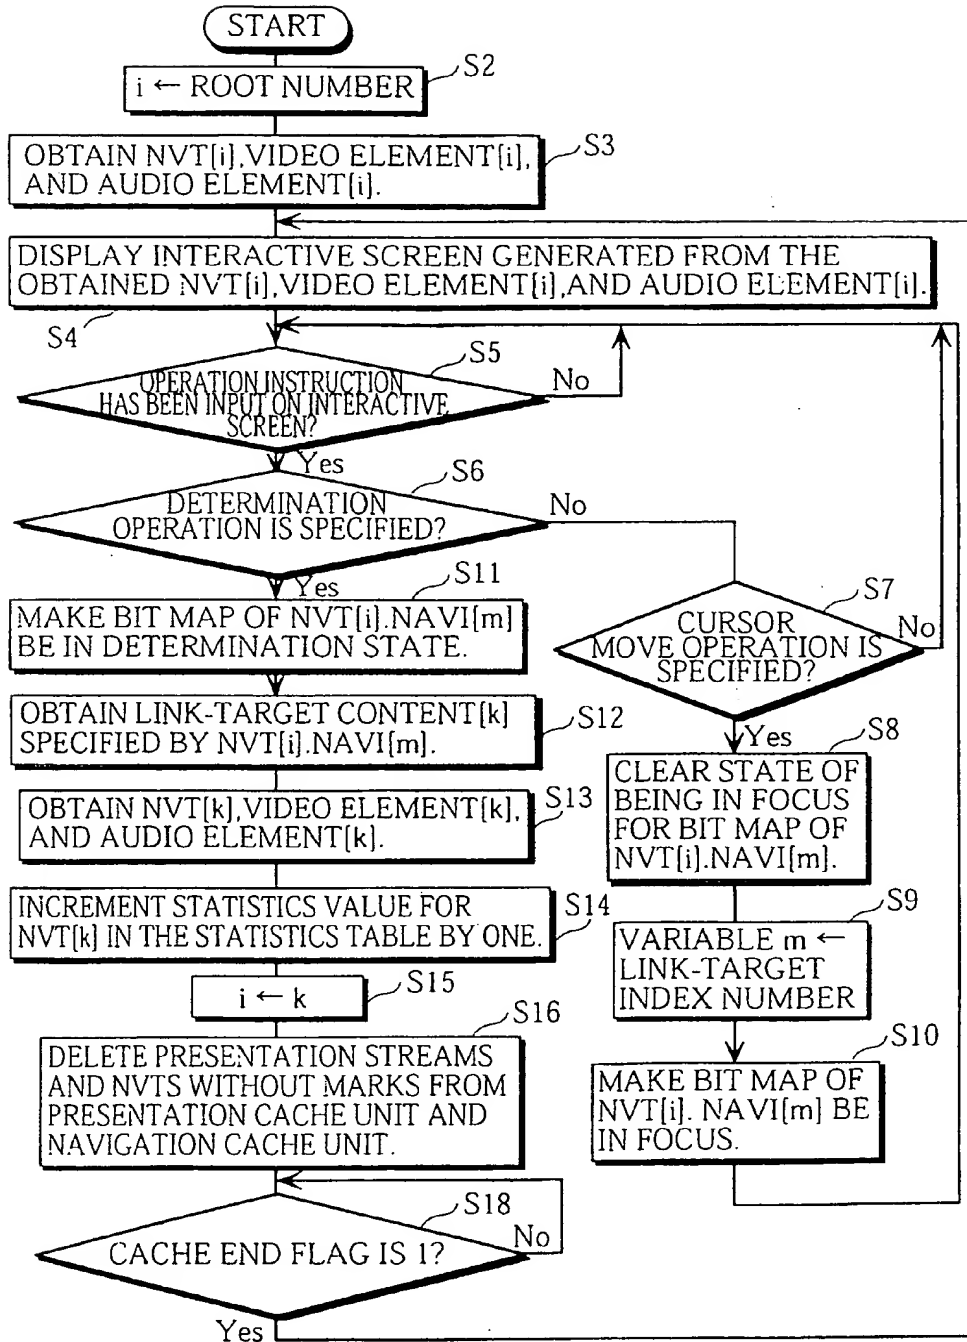 START
S2
i ← ROOT NUMBER
S3
OBTAIN NVT[i],VIDEO ELEMENT[i],
AND AUDIO ELEMENT[i].
DISPLAY INTERACTIVE SCREEN GENERATED FROM THE
OBTAINED NVT[i],VIDEO ELEMENT[i],AND AUDIO ELEMENT[i].
S4
S5
OPERATION INSTRUCTION
HAS BEEN INPUT ON INTERACTIVE
SCREEN?
No
Yes
S6
DETERMINATION
OPERATION IS SPECIFIED?
No
Yes
S11
MAKE BIT MAP OF NVT[i].NAVI[m]
BE IN DETERMINATION STATE.
S12
OBTAIN LINK-TARGET CONTENT[k]
SPECIFIED BY NVT[i].NAVI[m].
S13
OBTAIN NVT[k],VIDEO ELEMENT[k],
AND AUDIO ELEMENT[k].
S14
INCREMENT STATISTICS VALUE FOR
NVT[k] IN THE STATISTICS TABLE BY ONE.
S15
i ← k
S16
DELETE PRESENTATION STREAMS
AND NVTS WITHOUT MARKS FROM
PRESENTATION CACHE UNIT AND
NAVIGATION CACHE UNIT.
S18
CACHE END FLAG IS 1?
No
Yes
S7
CURSOR
MOVE OPERATION IS
SPECIFIED?
No
Yes
S8
CLEAR STATE OF
BEING IN FOCUS
FOR BIT MAP OF
NVT[i].NAVI[m].
S9
VARIABLE m ←
LINK-TARGET
INDEX NUMBER
S10
MAKE BIT MAP OF
NVT[i]. NAVI[m] BE
IN FOCUS.